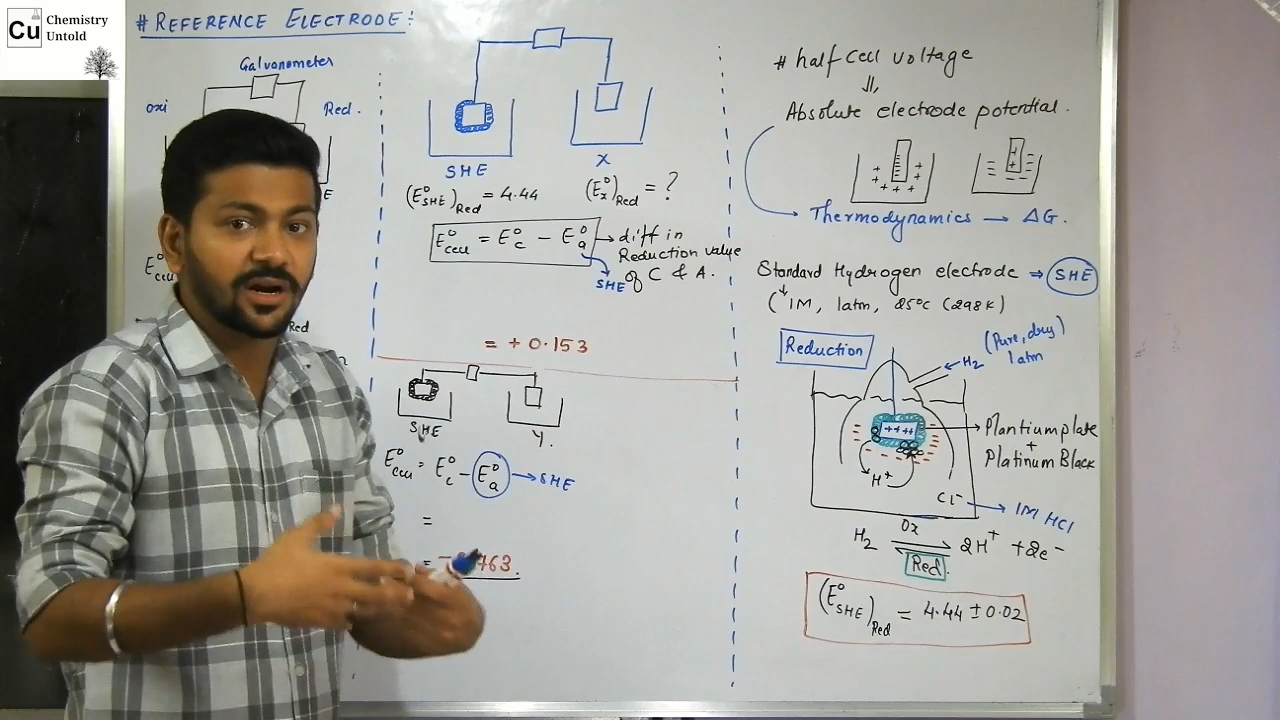 Cu
Chemistry
Untold
# REFERENCE ELECTRODE:
Galvanometer
oxi
Red.
E°
Red
SHE
X
(E°SHE)Red = 4.44
(E°x)Red = ?
E°cell = E°c - E°a → diff in
Reduction value
of C & A.
SHE
= + 0.153
SHE
Y.
E°cell = E°c - E°a → SHE
=
# half cell voltage
⇓
Absolute electrode potential.
Thermodynamics → ΔG.
Standard Hydrogen electrode ⇒ SHE
(1M, 1atm, 25°C (298K)
Reduction
H2
(Pure, dry)
1atm
Plantium plate
+
Platinum Black
H+
Cl-
1M HCl
H2 ⇌ 2H+ + 2e-
Ox
Red.
(E°SHE)Red = 4.44 ± 0.02